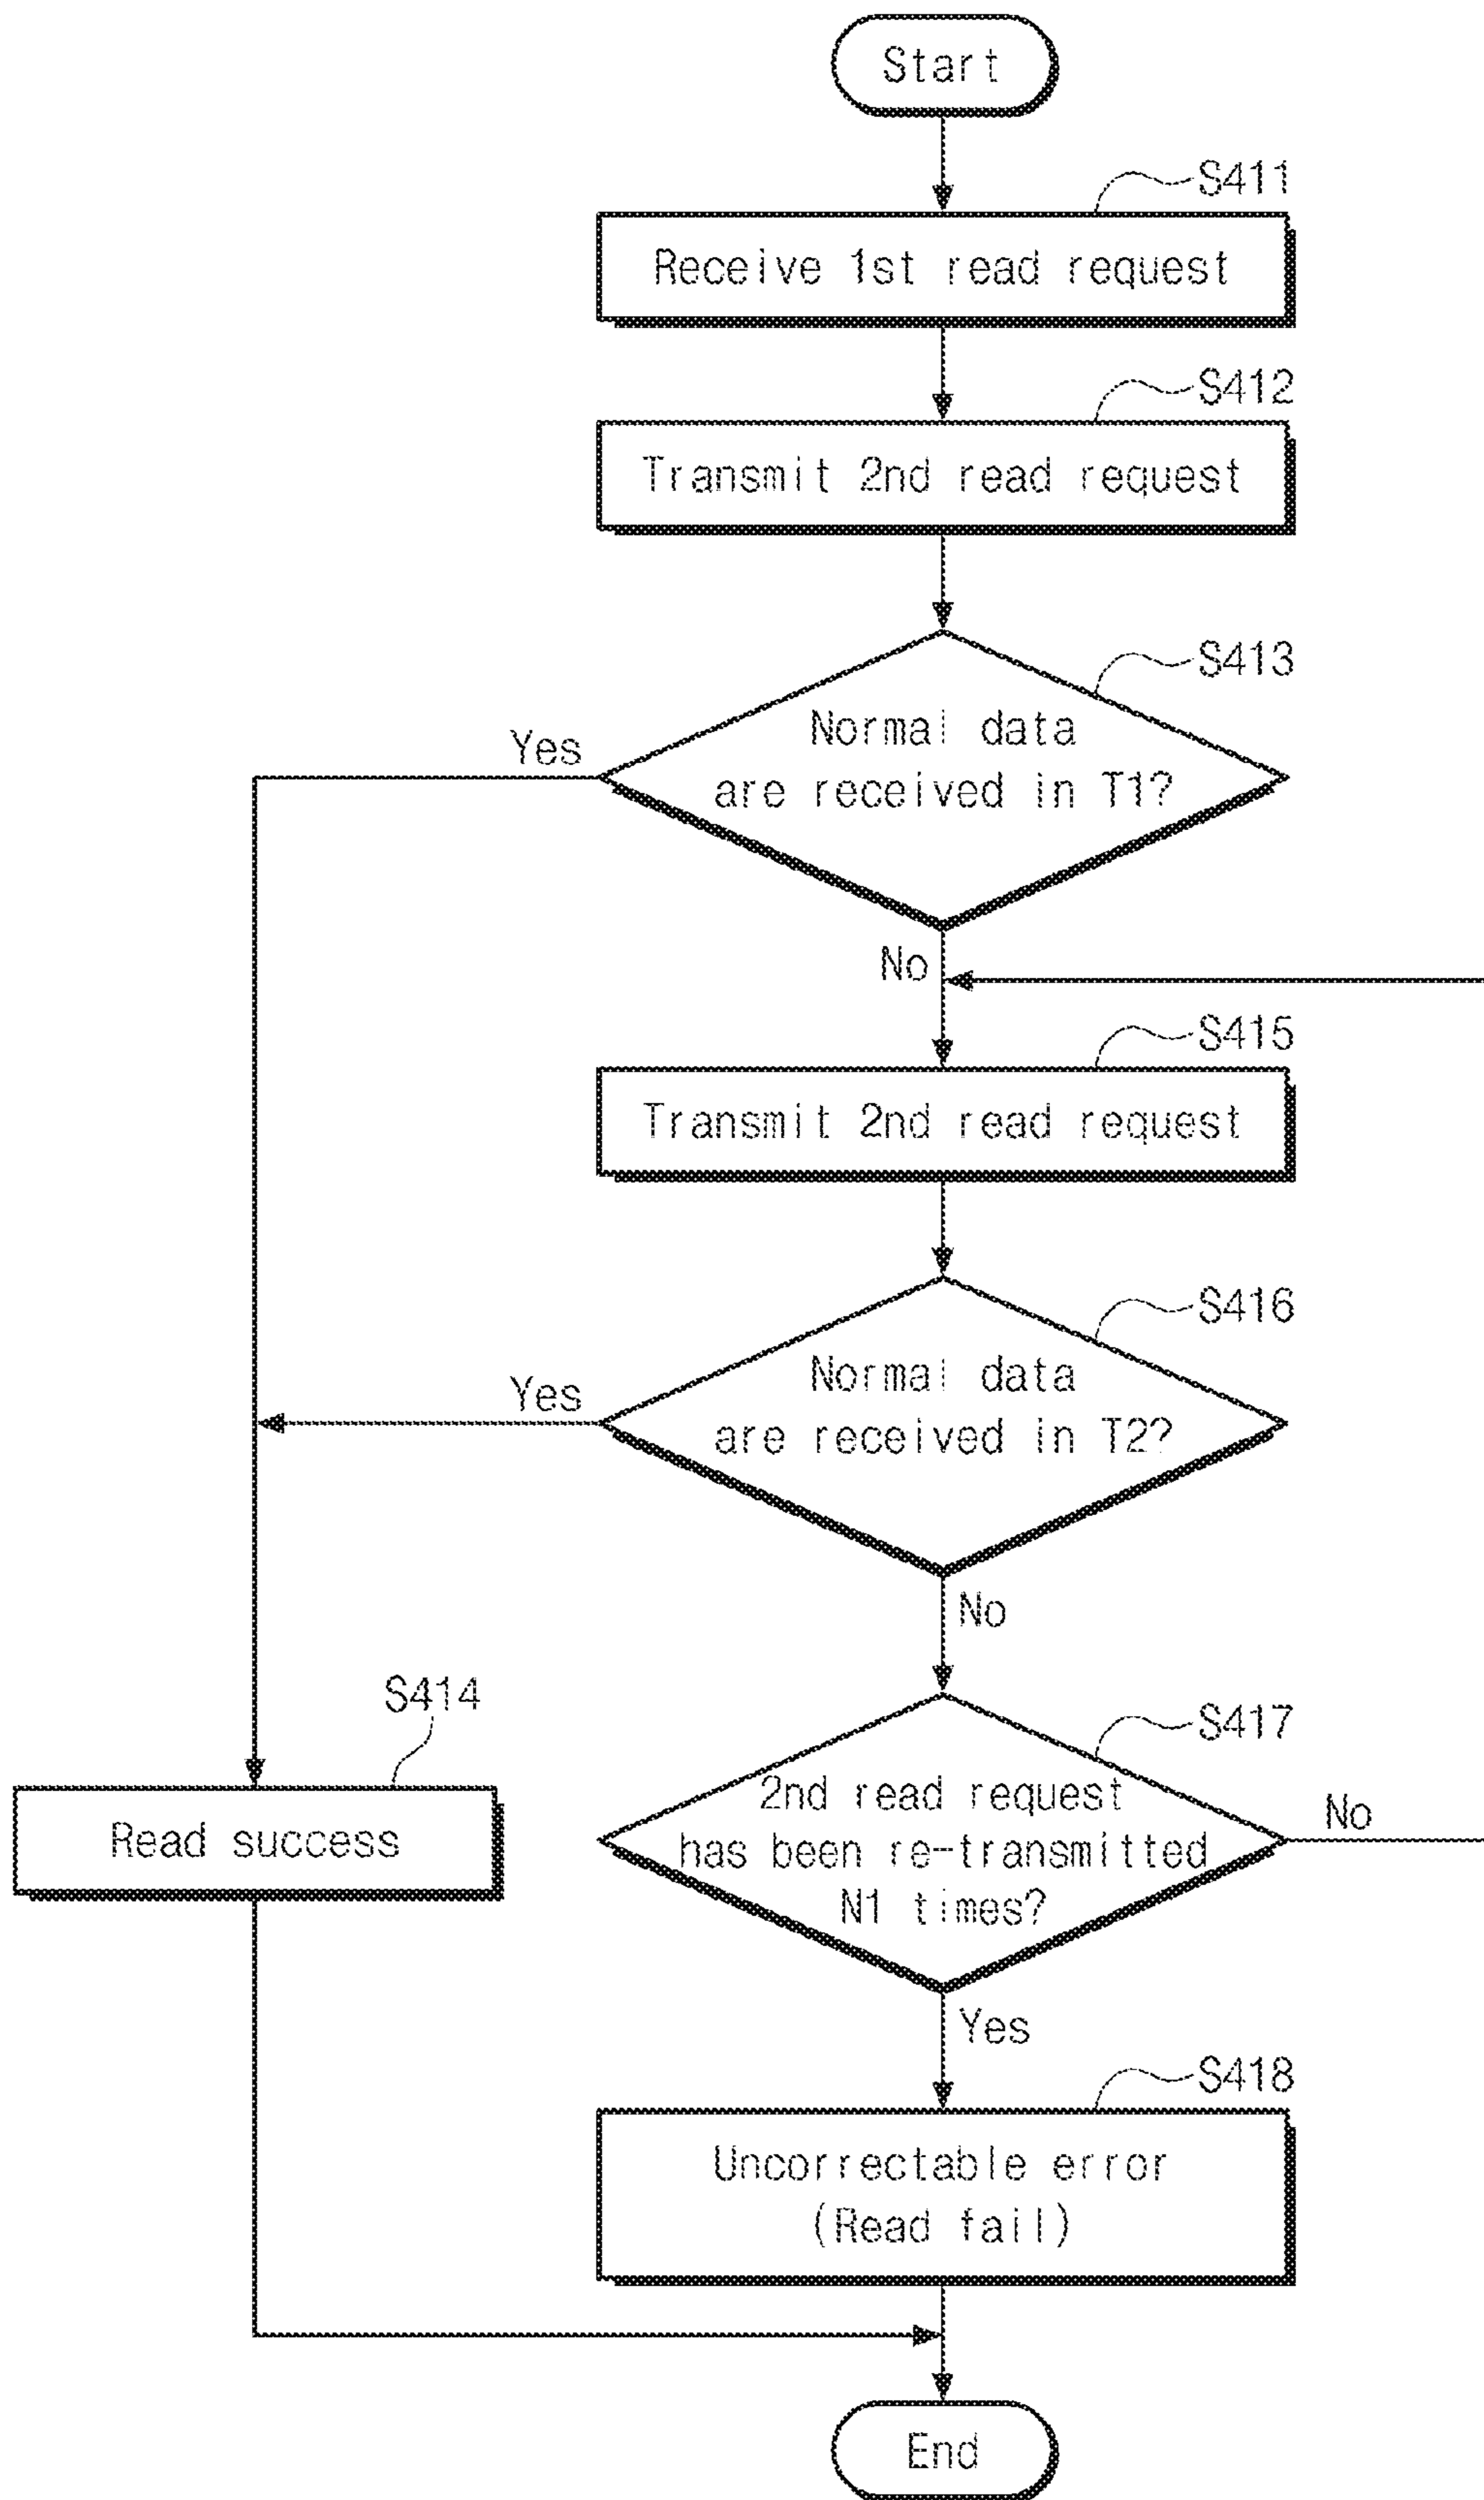 Start
S411
Receive 1st read request
S412
Transmit 2nd read request
S413
Normal data
are received in T1?
Yes
No
S415
Transmit 2nd read request
S416
Normal data
are received in T2?
Yes
No
S414
Read success
S417
2nd read request
has been re-transmitted
N1 times?
No
Yes
S418
Uncorrectable error
(Read fail)
End